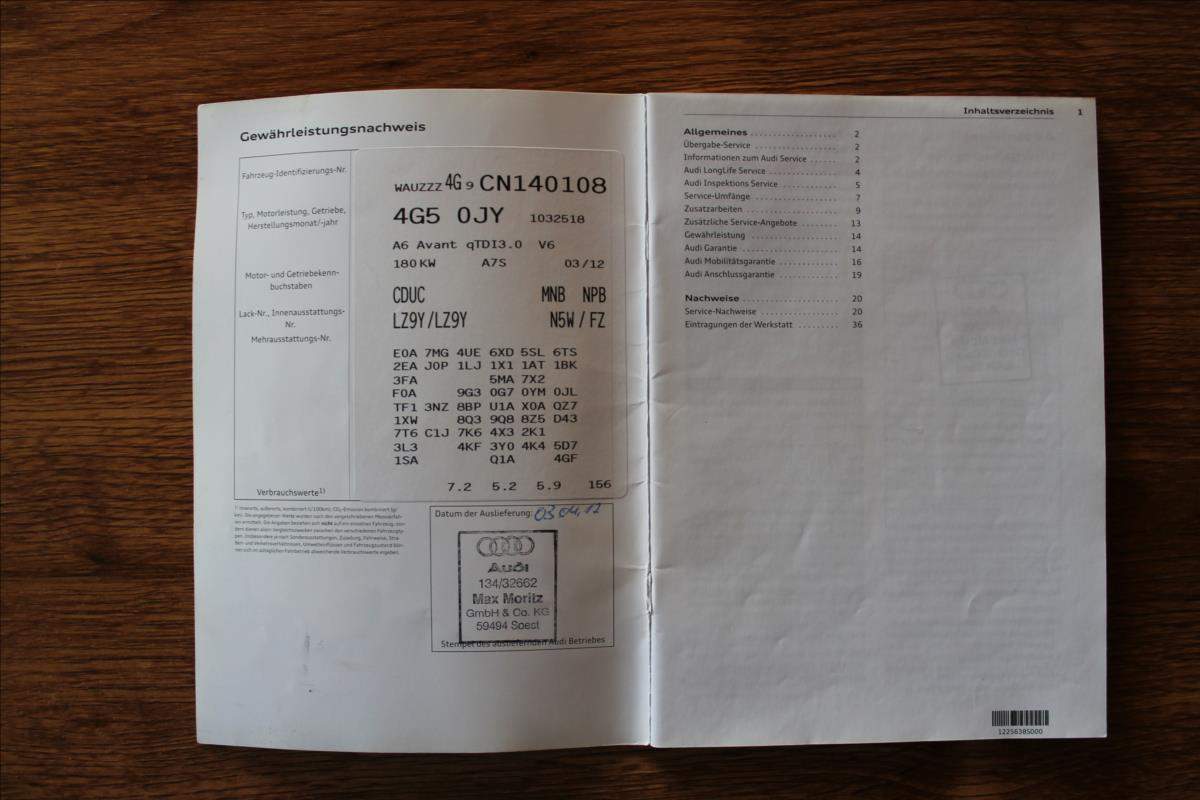 Gewährleistungsnachweis
Fahrzeug-Identifizierungs-Nr.
WAUZZZ 4G 9 CN140108
4G5 0JY 1032518
Typ, Motorleistung, Getriebe,
Herstellungsmonat/-jahr
A6 Avant qTDI3.0 V6
180 KW A7S 03/12
Motor- und Getriebekenn-
buchstaben
CDUC MNB NPB
Lack-Nr., Innenausstattungs-
Nr.
LZ9Y/LZ9Y N5W / FZ
Mehrausstattungs-Nr.
E0A 7MG 4UE 6XD 5SL 6TS
2EA J0P 1LJ 1X1 1AT 1BK
3FA 5MA 7X2
F0A 9G3 0G7 0YM 0JL
TF1 3NZ 8BP U1A X0A QZ7
1XW 8Q3 9Q8 8Z5 D43
7T6 C1J 7K6 4X3 2K1
3L3 4KF 3Y0 4K4 5D7
1SA Q1A 4GF
Verbrauchswerte¹⁾
7.2 5.2 5.9 156
Datum der Auslieferung: 03.04.12
Audi
134/32662
Max Moritz
GmbH & Co. KG
59494 Soest
Stempel des ausliefernden Audi Betriebes
Inhaltsverzeichnis 1
Allgemeines 2
Übergabe-Service 2
Informationen zum Audi Service 2
Audi LongLife Service 4
Audi Inspektions Service 5
Service-Umfänge 7
Zusatzarbeiten 9
Zusätzliche Service-Angebote 13
Gewährleistung 14
Audi Garantie 14
Audi Mobilitätsgarantie 16
Audi Anschlussgarantie 19
Nachweise 20
Service-Nachweise 20
Eintragungen der Werkstatt 36
12256385D00